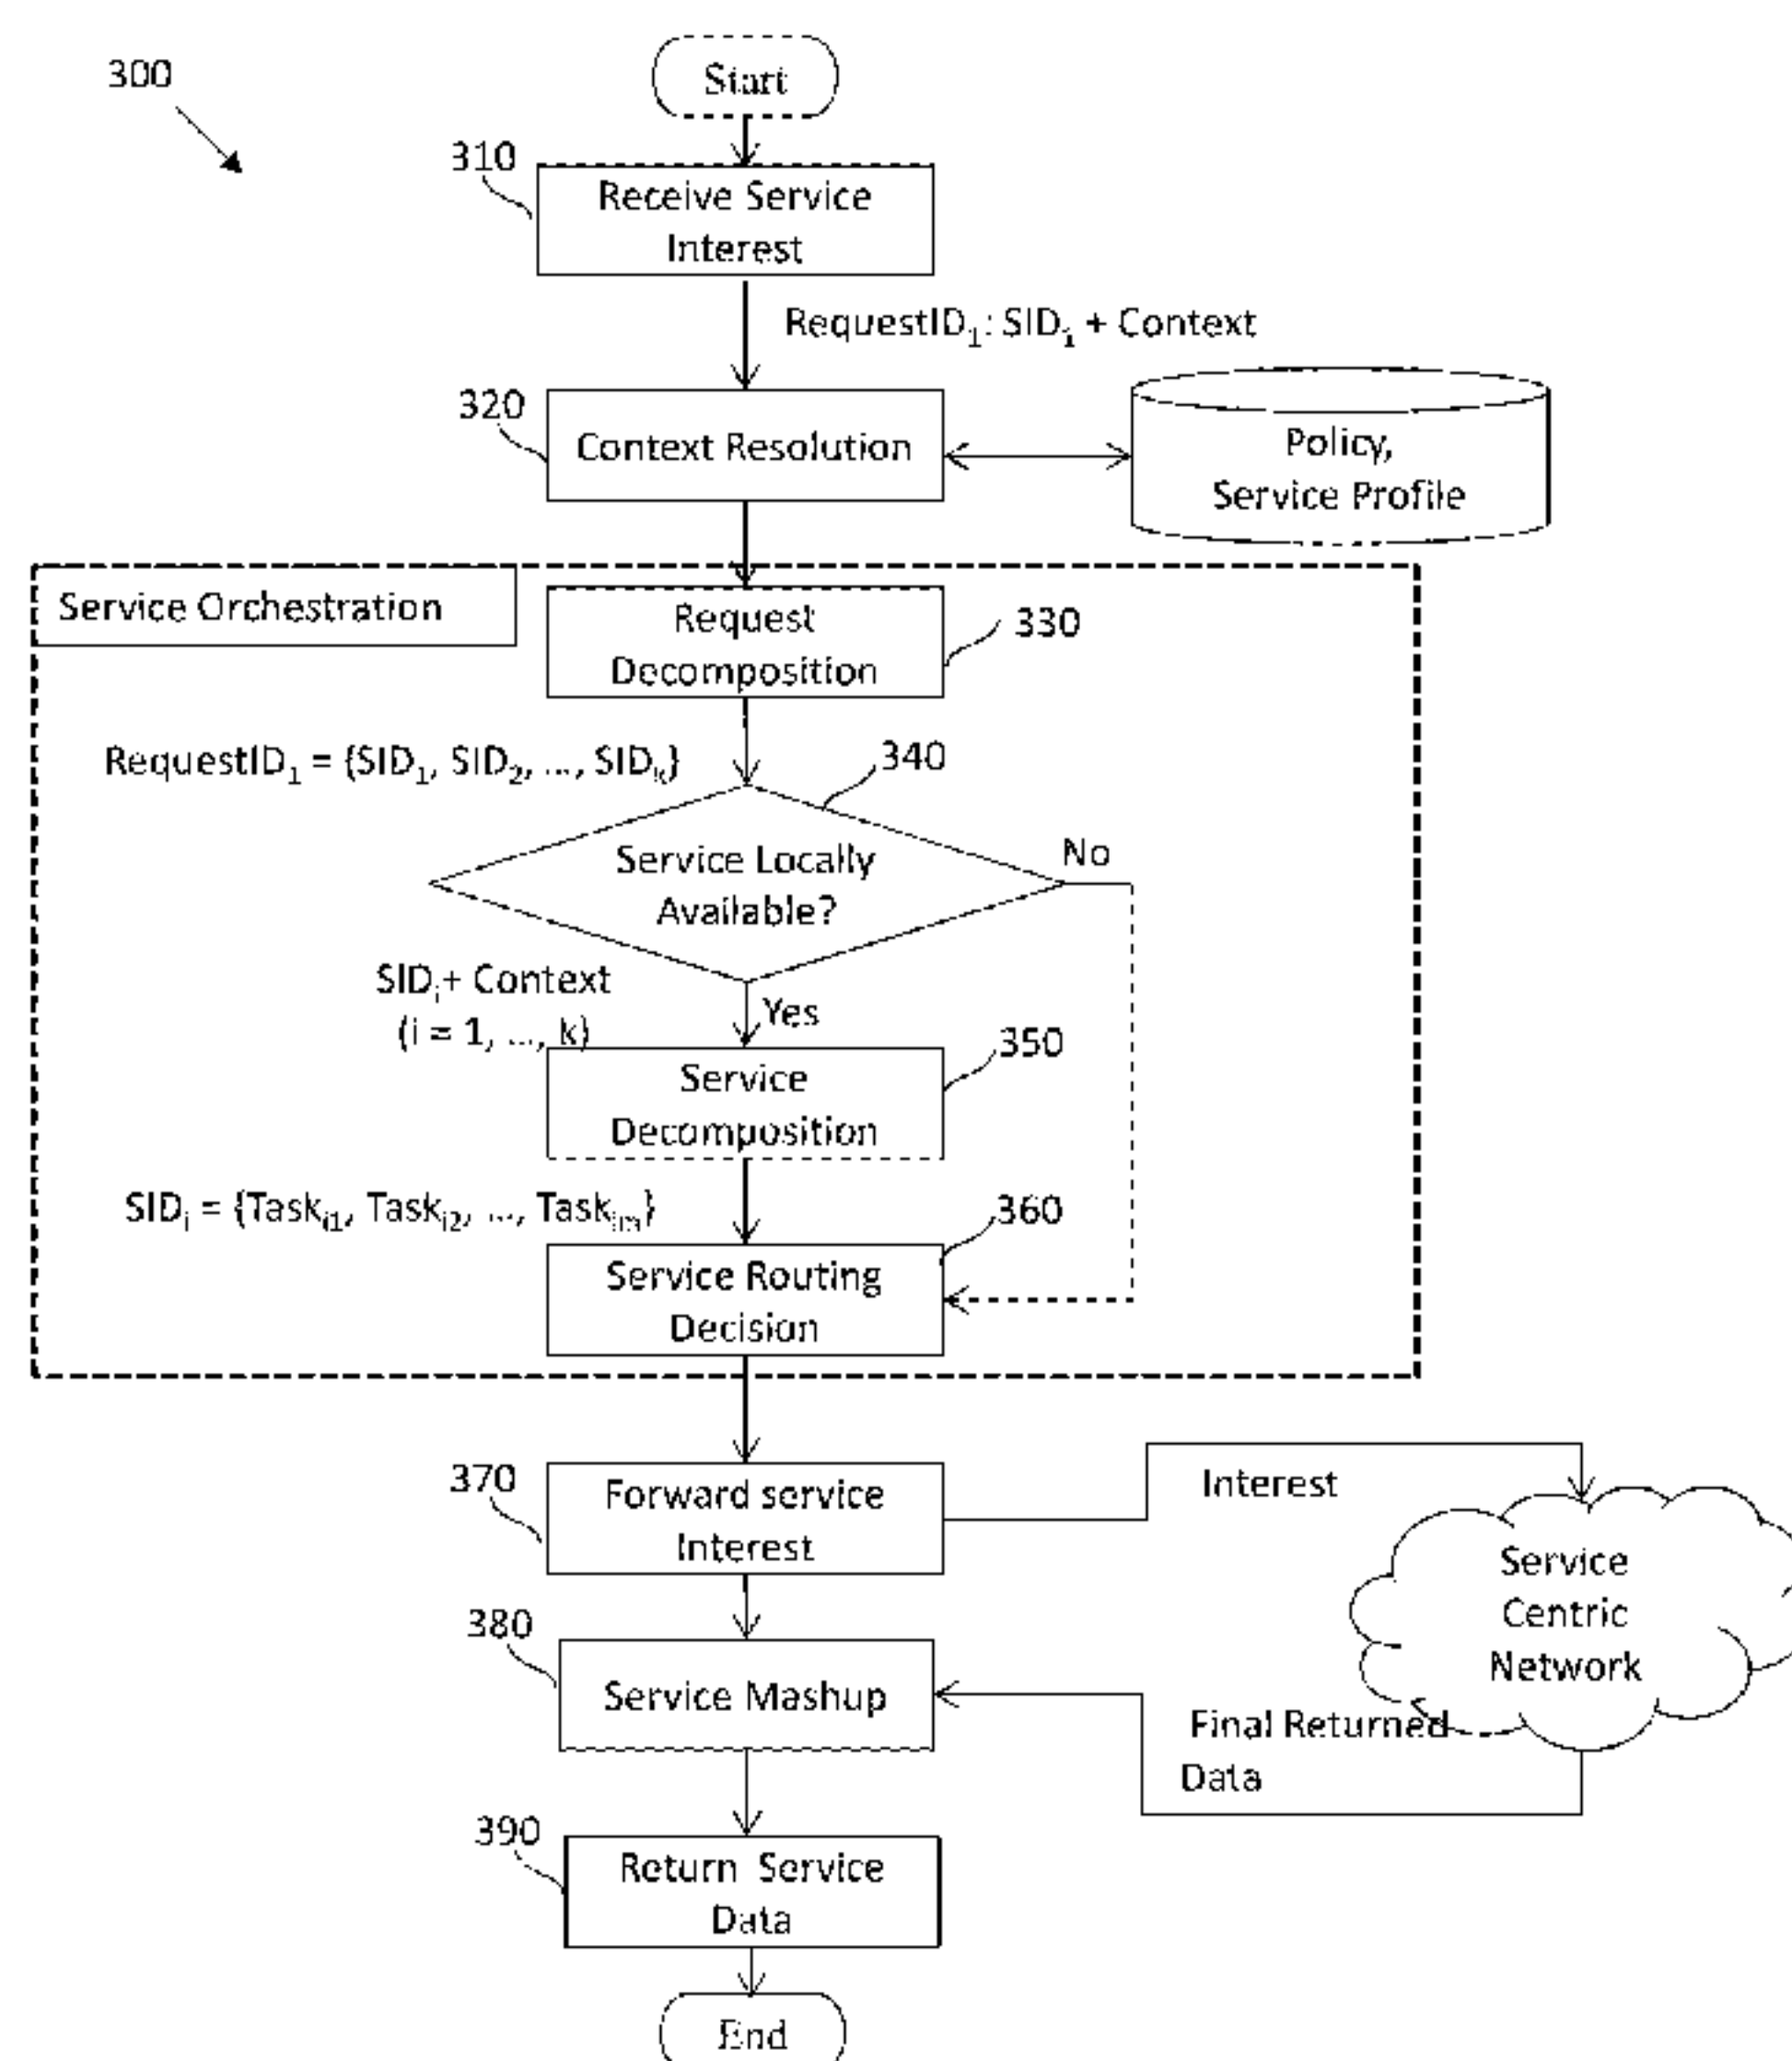 300
Start
310
Receive Service
Interest
RequestID₁: SIDᵢ + Context
320
Context Resolution
Policy,
Service Profile
Service Orchestration
Request
Decomposition
330
RequestID₁ = {SID₁, SID₂, ..., SIDₖ}
340
Service Locally
Available?
No
SIDᵢ+ Context
(i = 1, ..., k)
Yes
350
Service
Decomposition
SIDᵢ = {Taskᵢ₁, Taskᵢ₂, ..., Taskᵢₘ}
360
Service Routing
Decision
370
Forward service
Interest
Interest
Service
Centric
Network
380
Service Mashup
Final Returned
Data
390
Return Service
Data
End